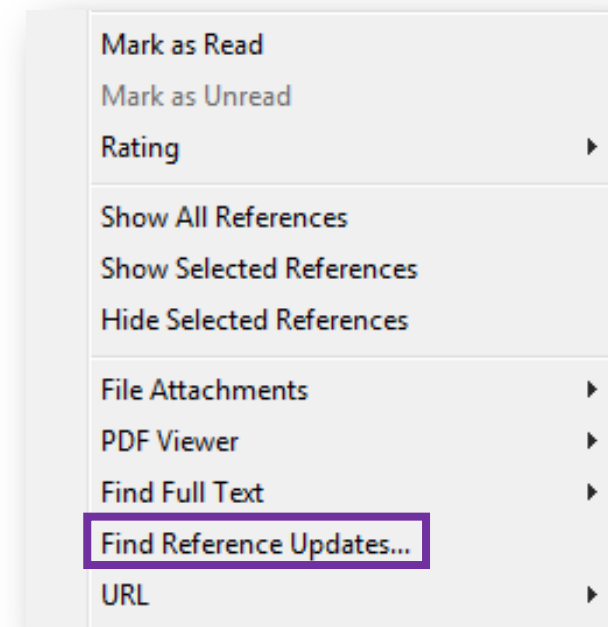 Mark as Read
Mark as Unread
Rating
Show All References
Show Selected References
Hide Selected References
File Attachments
PDF Viewer
Find Full Text
Find Reference Updates...
URL